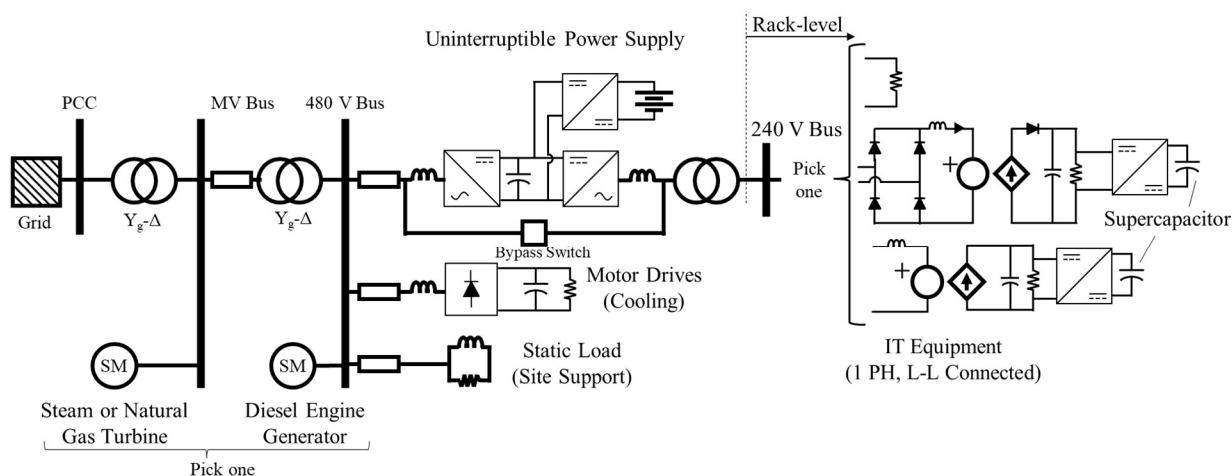 Uninterruptible Power Supply
Rack-level
PCC
MV Bus
480 V Bus
240 V Bus
Pick
one
Grid
Yg-Δ
Yg-Δ
Bypass Switch
Supercapacitor
Motor Drives
(Cooling)
SM
SM
Static Load
(Site Support)
IT Equipment
(1 PH, L-L Connected)
Steam or Natural
Gas Turbine
Diesel Engine
Generator
Pick one